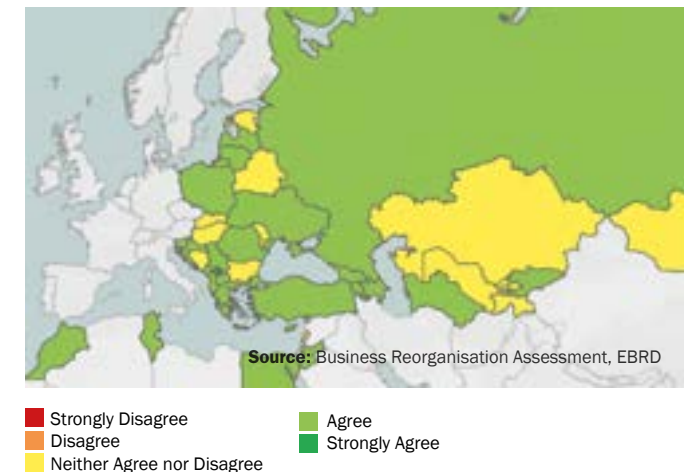 Source: Business Reorganisation Assessment, EBRD
Strongly Disagree
Disagree
Neither Agree nor Disagree
Agree
Strongly Agree